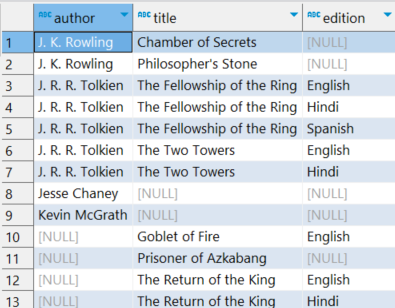 ABC author ABC title ABC edition
1 J. K. Rowling Chamber of Secrets [NULL]
2 J. K. Rowling Philosopher's Stone [NULL]
3 J. R. R. Tolkien The Fellowship of the Ring English
4 J. R. R. Tolkien The Fellowship of the Ring Hindi
5 J. R. R. Tolkien The Fellowship of the Ring Spanish
6 J. R. R. Tolkien The Two Towers English
7 J. R. R. Tolkien The Two Towers Hindi
8 Jesse Chaney [NULL] [NULL]
9 Kevin McGrath [NULL] [NULL]
10 [NULL] Goblet of Fire English
11 [NULL] Prisoner of Azkabang [NULL]
12 [NULL] The Return of the King English
13 [NULL] The Return of the King Hindi